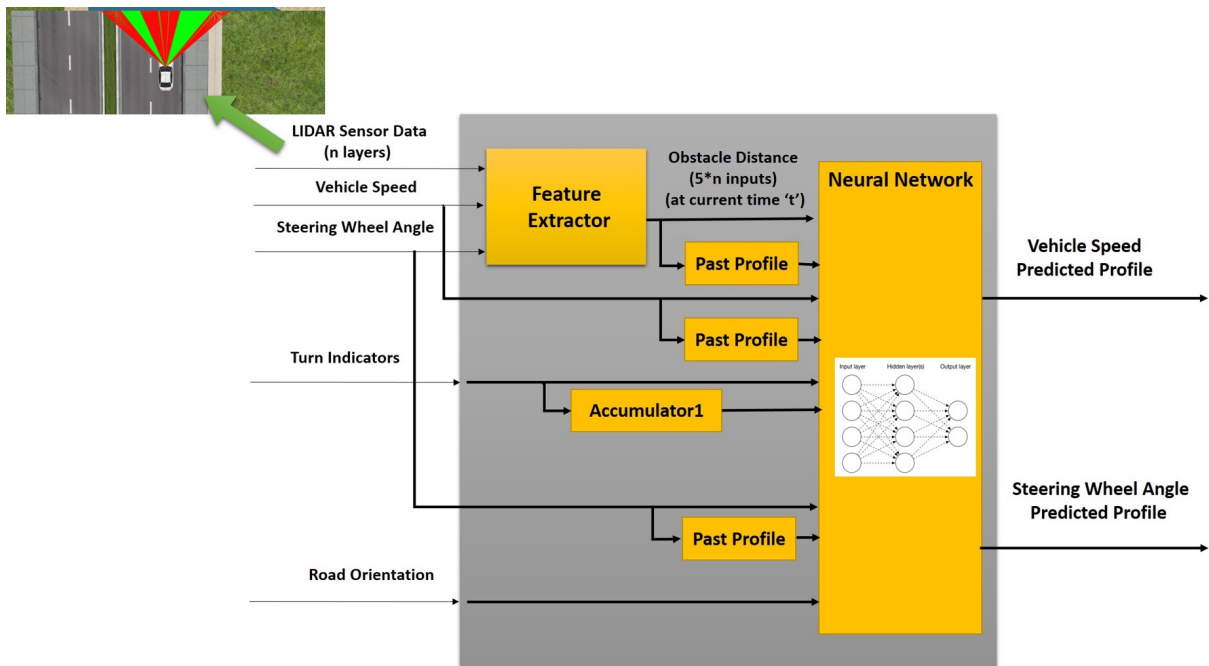 LIDAR Sensor Data
(n layers)
Vehicle Speed
Steering Wheel Angle
Feature
Extractor
Obstacle Distance
(5*n inputs)
(at current time ‘t’)
Past Profile
Past Profile
Turn Indicators
Accumulator1
Past Profile
Road Orientation
Neural Network
Input layer
Hidden layer(s)
Output layer
Vehicle Speed
Predicted Profile
Steering Wheel Angle
Predicted Profile